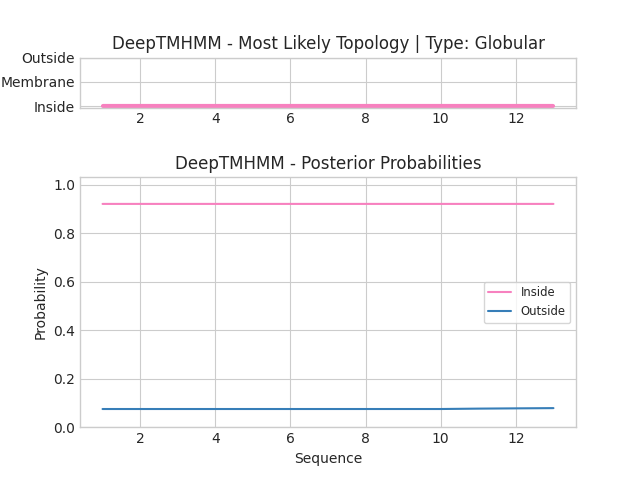 DeepTMHMM - Most Likely Topology | Type: Globular
Outside
Membrane
Inside
2 4 6 8 10 12
DeepTMHMM - Posterior Probabilities
1.0
0.8
0.6
0.4
0.2
0.0
Probability
Inside
Outside
2 4 6 8 10 12
Sequence